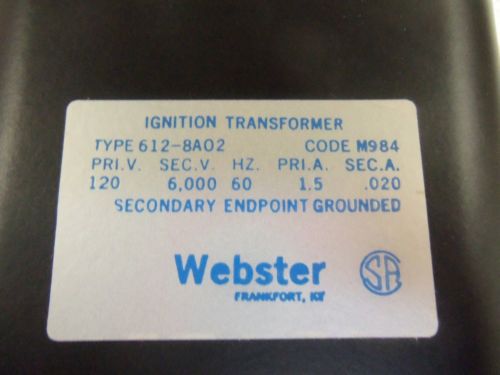 IGNITION TRANSFORMER
TYPE 612-8A02 CODE M984
PRI.V. SEC.V. HZ. PRI.A. SEC.A.
120 6,000 60 1.5 .020
SECONDARY ENDPOINT GROUNDED
Webster SA
FRANKFORT, KY